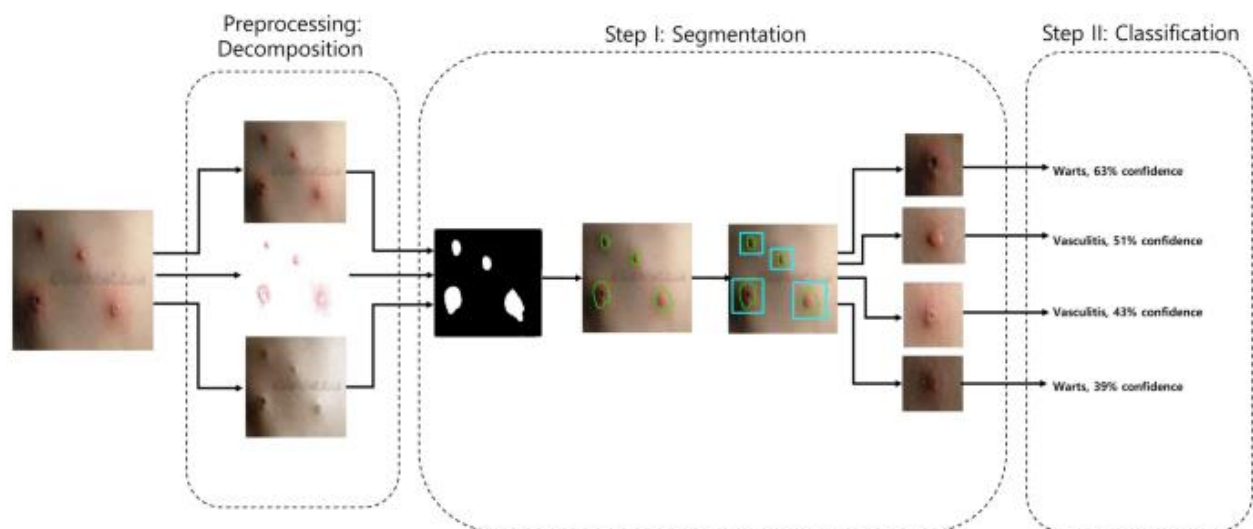 Preprocessing:
Decomposition
Step I: Segmentation
Step II: Classification
Warts, 63% confidence
Vasculitis, 51% confidence
Vasculitis, 43% confidence
Warts, 39% confidence